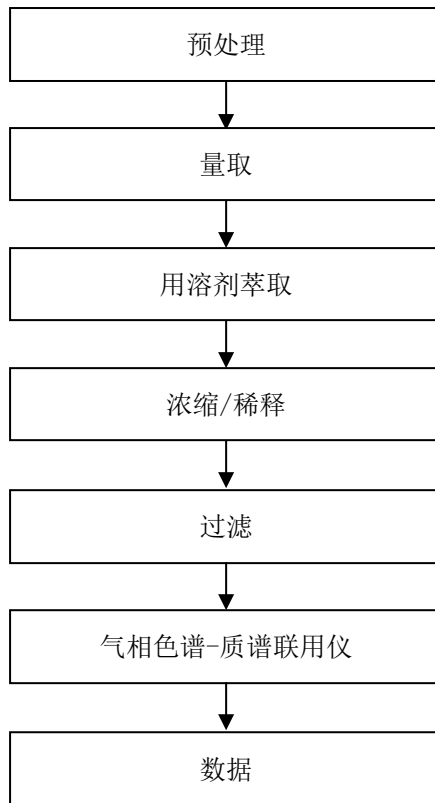 预处理
量取
用溶剂萃取
浓缩/稀释
过滤
气相色谱-质谱联用仪
数据